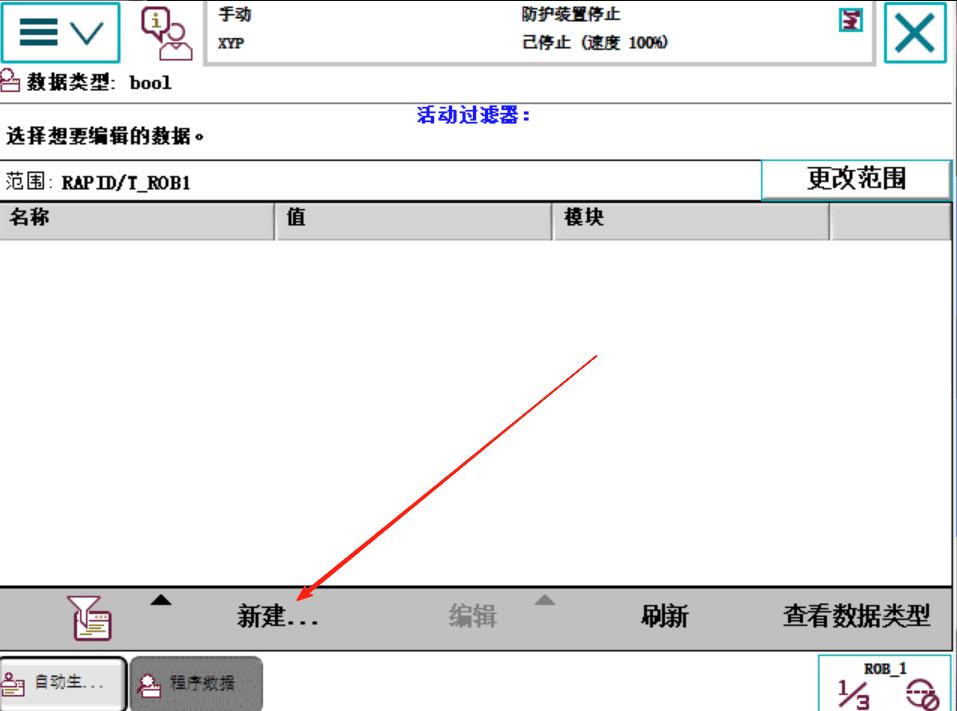 手动
防护装置停止
XYP
已停止 (速度 100%)
数据类型: bool
活动过滤器:
选择想要编辑的数据。
范围: RAPID/T_ROB1
更改范围
名称
值
模块
新建...
编辑
刷新
查看数据类型
自动生...
程序数据
ROB_1
1/3